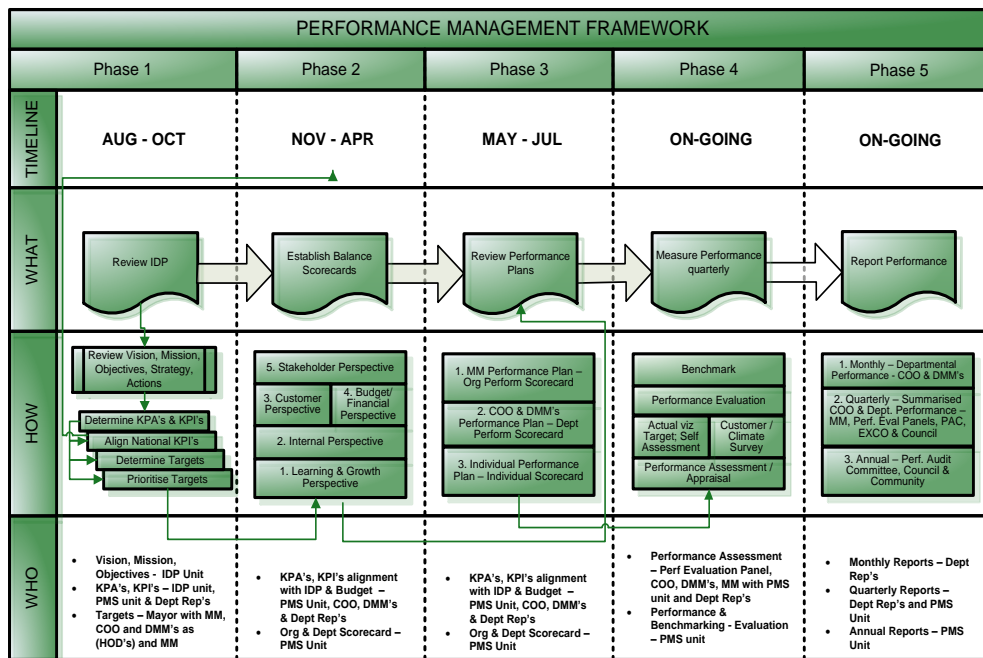 PERFORMANCE MANAGEMENT FRAMEWORK
Phase 1
Phase 2
Phase 3
Phase 4
Phase 5
TIMELINE
AUG - OCT
NOV - APR
MAY - JUL
ON-GOING
ON-GOING
WHAT
Review IDP
Establish Balance
Scorecards
Review Performance
Plans
Measure Performance
quarterly
Report Performance
HOW
Review Vision, Mission,
Objectives, Strategy,
Actions
Determine KPA's & KPI's
Align National KPI's
Determine Targets
Prioritise Targets
5. Stakeholder Perspective
3. Customer
Perspective
4. Budget/
Financial
Perspective
2. Internal Perspective
1. Learning & Growth
Perspective
1. MM Performance Plan –
Org Perform Scorecard
2. COO & DMM's
Performance Plan - Dept
Perform Scorecard
3. Individual Performance
Plan – Individual Scorecard
Benchmark
Performance Evaluation
Actual viz
Target; Self
Assessment
Customer /
Climate
Survey
Performance Assessment /
Appraisal
1. Monthly – Departmental
Performance - COO & DMM's
2. Quarterly – Summarised
COO & Dept. Performance –
MM, Perf. Eval Panels, PAC,
EXCO & Council
3. Annual – Perf. Audit
Committee, Council &
Community
WHO
• Vision, Mission,
Objectives - IDP Unit
• KPA's, KPI's – IDP unit,
PMS unit & Dept Rep's
• Targets – Mayor with MM,
COO and DMM's as
(HOD's) and MM
• KPA's, KPI's alignment
with IDP & Budget –
PMS Unit, COO, DMM's
& Dept Rep's
• Org & Dept Scorecard –
PMS Unit
• KPA's, KPI's alignment
with IDP & Budget –
PMS Unit, COO, DMM's
& Dept Rep's
• Org & Dept Scorecard –
PMS Unit
• Performance Assessment
– Perf Evaluation Panel,
COO, DMM's, MM with PMS
unit and Dept Rep's
• Performance &
Benchmarking - Evaluation
– PMS unit
• Monthly Reports – Dept
Rep's
• Quarterly Reports –
Dept Rep's and PMS
Unit
• Annual Reports – PMS
Unit